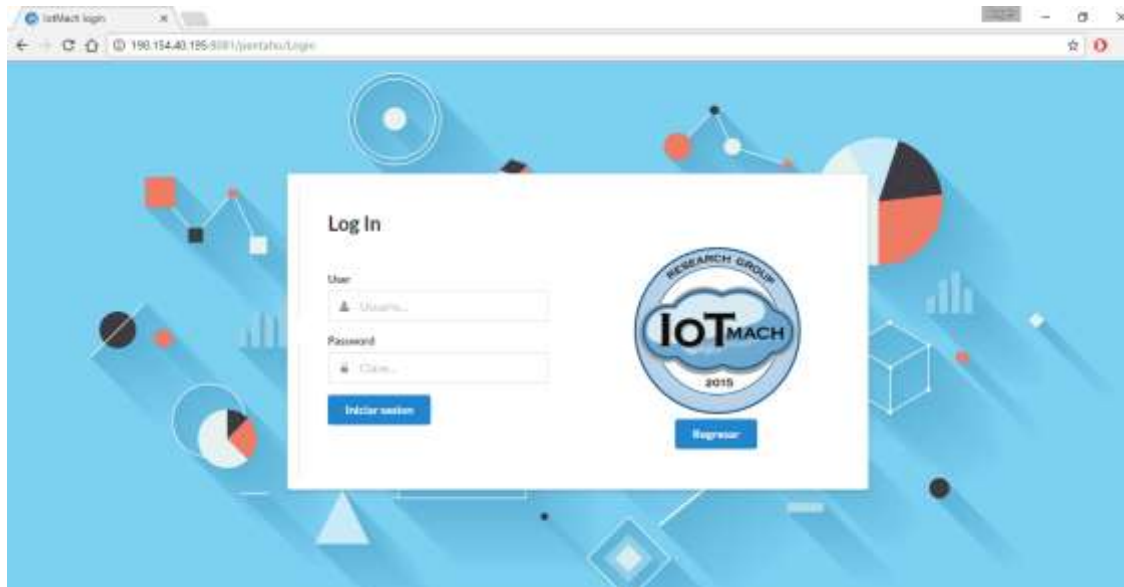 IotMach login
198.154.40.195:8081/pentaho/Login
Log In
User
Usuario...
Password
Clave...
Iniciar sesion
RESEARCH GROUP
IoTMACH
2015
Regresar